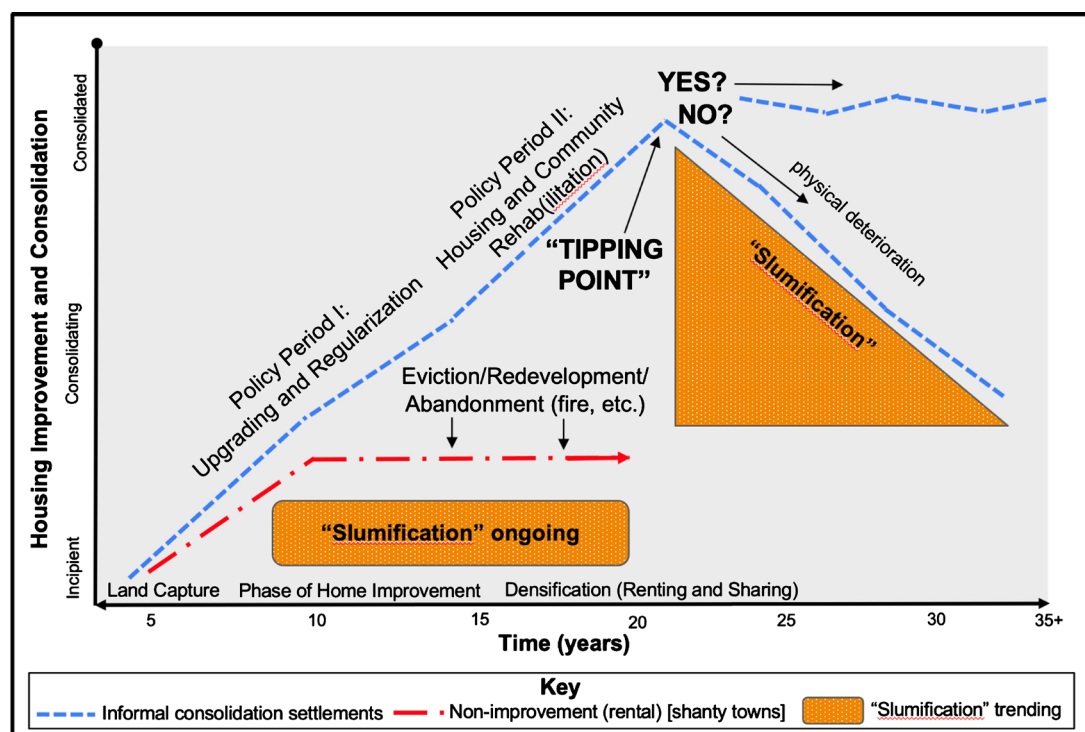 Housing Improvement and Consolidation
Consolidated
Consolidating
Incipient
Policy Period I:
Upgrading and Regularization
Policy Period II:
Housing and Community
Rehab(ilitation)
YES?
NO?
"TIPPING
POINT"
physical deterioration
"Slumification"
Eviction/Redevelopment/
Abandonment (fire, etc.)
"Slumification" ongoing
Land Capture
Phase of Home Improvement
Densification (Renting and Sharing)
5 10 15 20 25 30 35+
Time (years)
Key
Informal consolidation settlements
Non-improvement (rental) [shanty towns]
"Slumification" trending